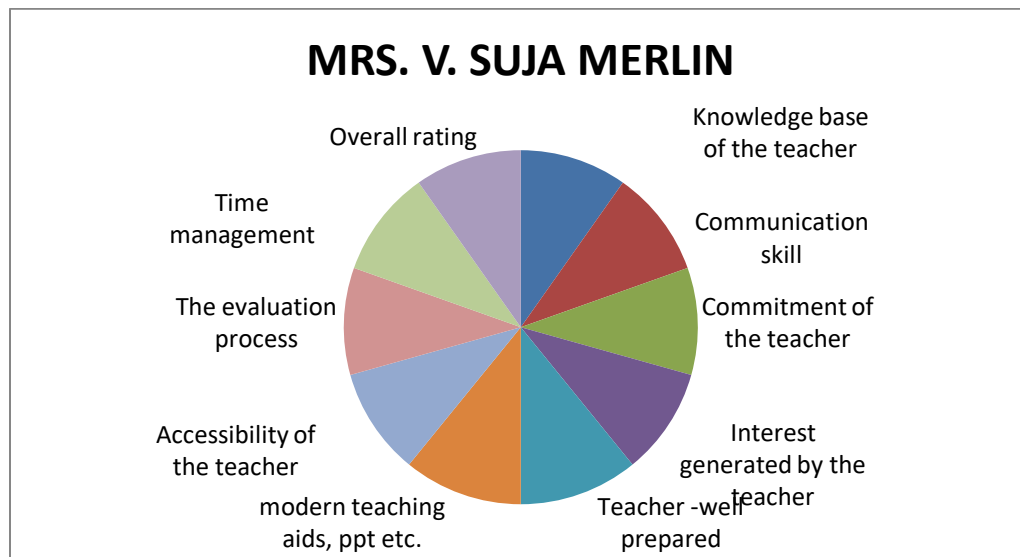 MRS. V. SUJA MERLIN
Knowledge base
of the teacher
Communication
skill
Commitment of
the teacher
Interest
generated by the
teacher
Teacher -well
prepared
modern teaching
aids, ppt etc.
Accessibility of
the teacher
The evaluation
process
Time
management
Overall rating